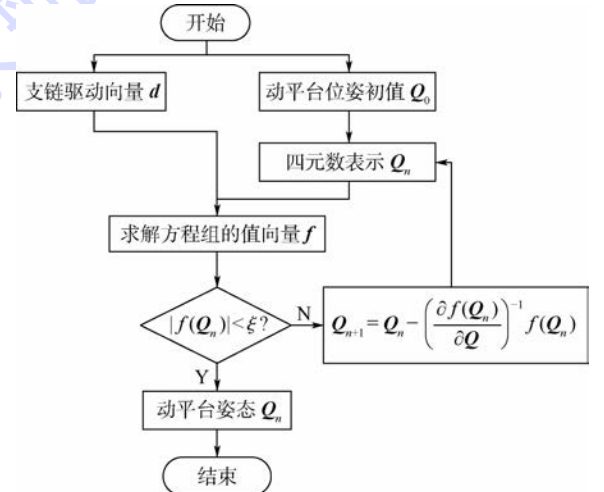 开始
支链驱动向量 d
动平台位姿初值 Q₀
四元数表示 Qₙ
求解方程组的值向量 f
|f(Qₙ)|<ξ?
N
Qₙ₊₁ = Qₙ − (∂f(Qₙ)/∂Q)⁻¹ f(Qₙ)
Y
动平台姿态 Qₙ
结束